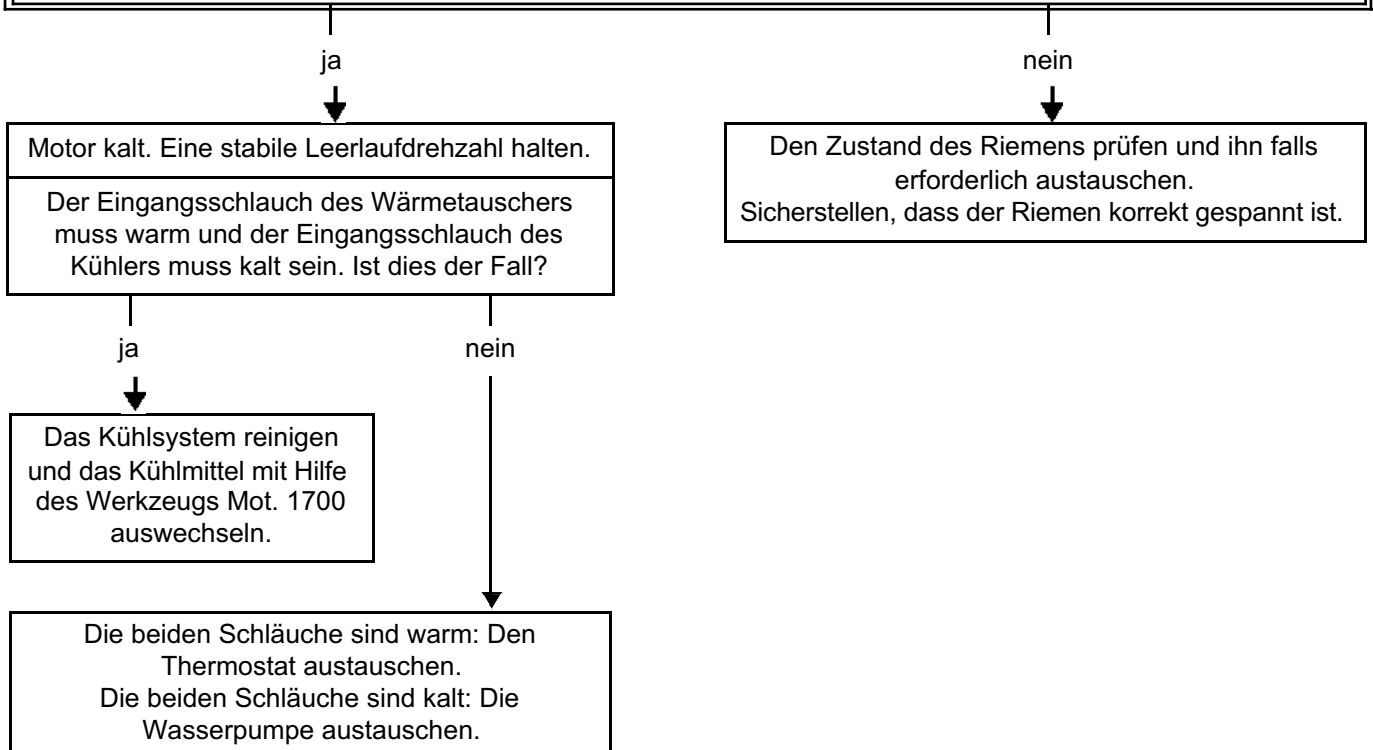 ja
nein
Motor kalt. Eine stabile Leerlaufdrehzahl halten.
Der Eingangsschlauch des Wärmetauschers
muss warm und der Eingangsschlauch des
Kühlers muss kalt sein. Ist dies der Fall?
Den Zustand des Riemens prüfen und ihn falls
erforderlich austauschen.
Sicherstellen, dass der Riemen korrekt gespannt ist.
ja
nein
Das Kühlsystem reinigen
und das Kühlmittel mit Hilfe
des Werkzeugs Mot. 1700
auswechseln.
Die beiden Schläuche sind warm: Den
Thermostat austauschen.
Die beiden Schläuche sind kalt: Die
Wasserpumpe austauschen.